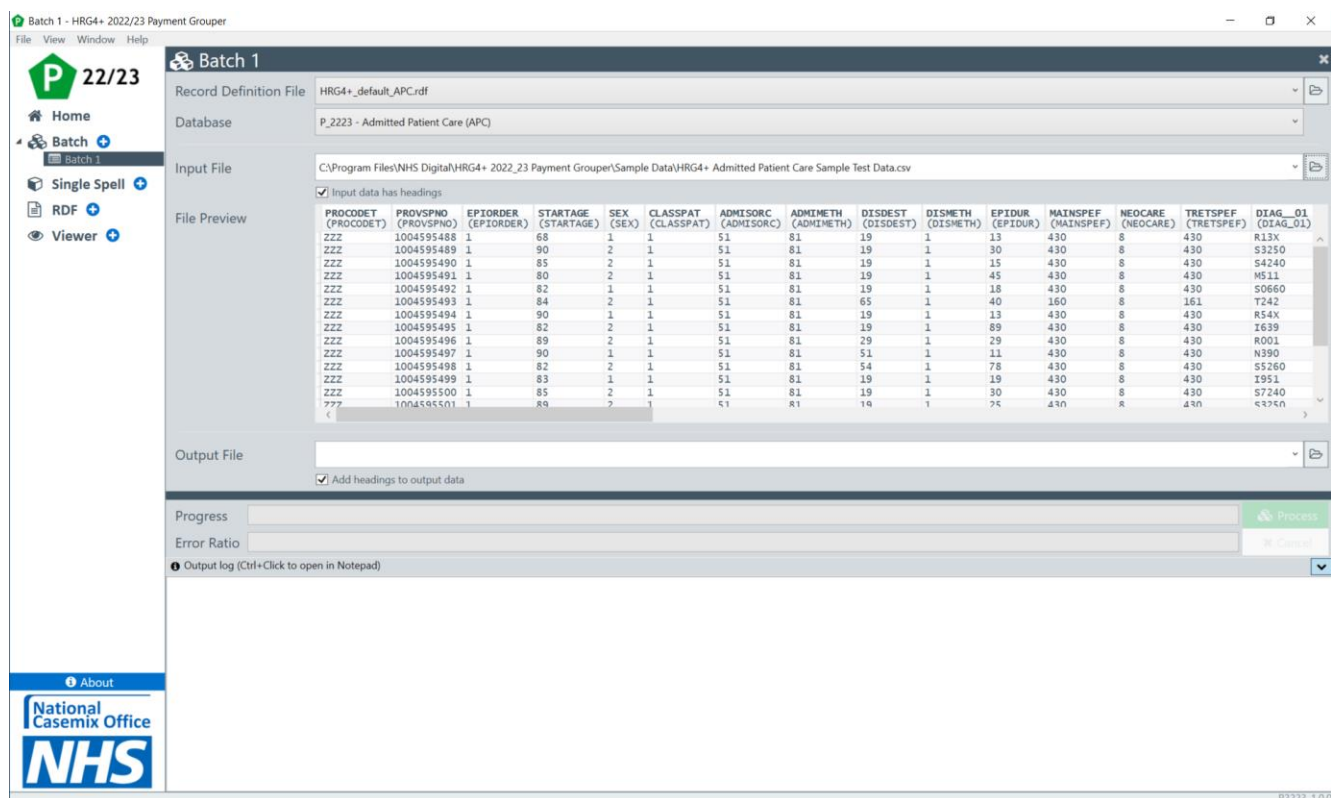 Batch 1 - HRG4+ 2022/23 Payment Grouper
File View Window Help
P 22/23
Home
Batch
Batch 1
Single Spell
RDF
Viewer
Batch 1
Record Definition File HRG4+_default_APC.rdf
Database P_2223 - Admitted Patient Care (APC)
Input File C:\Program Files\NHS Digital\HRG4+ 2022_23 Payment Grouper\Sample Data\HRG4+ Admitted Patient Care Sample Test Data.csv
Input data has headings
File Preview
PROCODET PROVSPNO EPIORDER STARTAGE SEX CLASSPAT ADMISORC ADMIMETH DISDEST DISMETH EPIDUR MAINSPEF NEOCARE TRETSPEF DIAG__01
(PROCODET) (PROVSPNO) (EPIORDER) (STARTAGE) (SEX) (CLASSPAT) (ADMISORC) (ADMIMETH) (DISDEST) (DISMETH) (EPIDUR) (MAINSPEF) (NEOCARE) (TRETSPEF) (DIAG_01)
ZZZ 1004595488 1 68 1 1 51 81 19 1 13 430 8 430 R13X
ZZZ 1004595489 1 90 2 1 51 81 19 1 30 430 8 430 S3250
ZZZ 1004595490 1 85 2 1 51 81 19 1 15 430 8 430 S4240
ZZZ 1004595491 1 80 2 1 51 81 19 1 45 430 8 430 M511
ZZZ 1004595492 1 82 1 1 51 81 19 1 18 430 8 430 S0660
ZZZ 1004595493 1 84 2 1 51 81 65 1 40 160 8 161 T242
ZZZ 1004595494 1 90 1 1 51 81 19 1 13 430 8 430 R54X
ZZZ 1004595495 1 82 2 1 51 81 19 1 89 430 8 430 I639
ZZZ 1004595496 1 89 2 1 51 81 29 1 29 430 8 430 R001
ZZZ 1004595497 1 90 1 1 51 81 51 1 11 430 8 430 N390
ZZZ 1004595498 1 82 2 1 51 81 54 1 78 430 8 430 S5260
ZZZ 1004595499 1 83 1 1 51 81 19 1 19 430 8 430 I951
ZZZ 1004595500 1 85 2 1 51 81 19 1 30 430 8 430 S7240
ZZZ 1004595501 1 89 2 1 51 81 19 1 25 430 8 430 S3250
Output File
Add headings to output data
Progress
Process
Error Ratio
Cancel
Output log (Ctrl+Click to open in Notepad)
About
National
Casemix Office
NHS